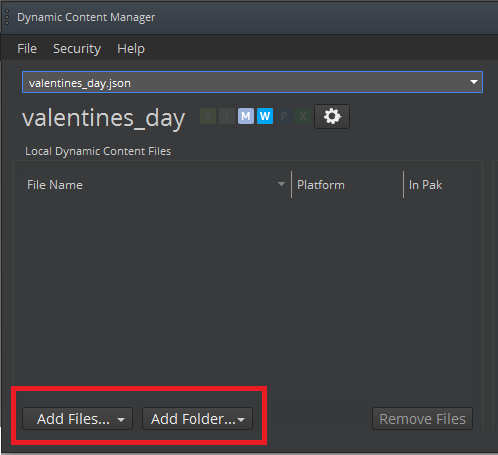 Dynamic Content Manager
File Security Help
valentines_day.json
valentines_day A I M W P X
Local Dynamic Content Files
File Name Platform In Pak
Add Files... Add Folder... Remove Files